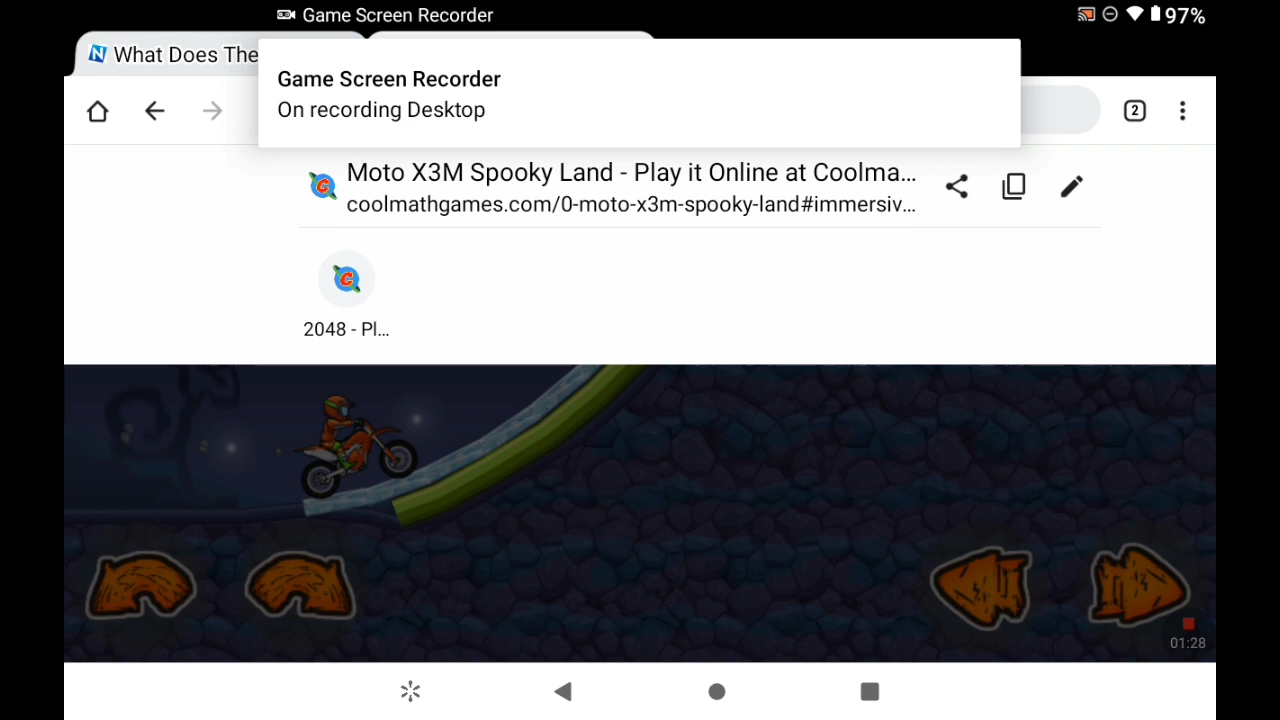 Game Screen Recorder
97%
N What Does The
Game Screen Recorder
On recording Desktop
2
C Moto X3M Spooky Land - Play it Online at Coolma...
coolmathgames.com/0-moto-x3m-spooky-land#immersiv...
C
2048 - Pl...
01:28